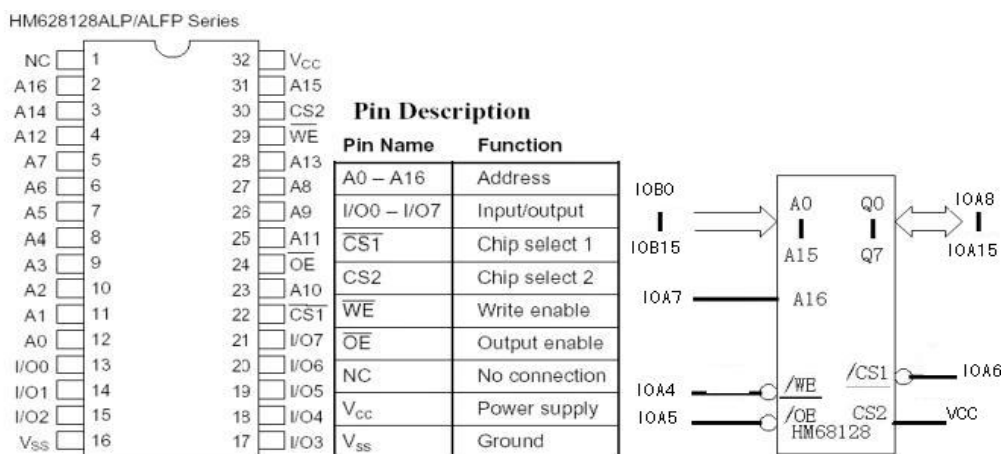 HM628128ALP/ALFP Series
NC 1 32 VCC
A16 2 31 A15
A14 3 30 CS2
A12 4 29 WE
A7 5 28 A13
A6 6 27 A8
A5 7 26 A9
A4 8 25 A11
A3 9 24 OE
A2 10 23 A10
A1 11 22 CS1
A0 12 21 I/O7
I/O0 13 20 I/O6
I/O1 14 19 I/O5
I/O2 15 18 I/O4
VSS 16 17 I/O3
Pin Description
Pin Name Function
A0 – A16 Address
I/O0 – I/O7 Input/output
CS1 Chip select 1
CS2 Chip select 2
WE Write enable
OE Output enable
NC No connection
Vcc Power supply
Vss Ground
IOB0 A0 Q0 IOA8
IOB15 A15 Q7 IOA15
IOA7 A16
IOA4 /WE /CS1 IOA6
IOA5 /OE CS2 VCC
HM68128